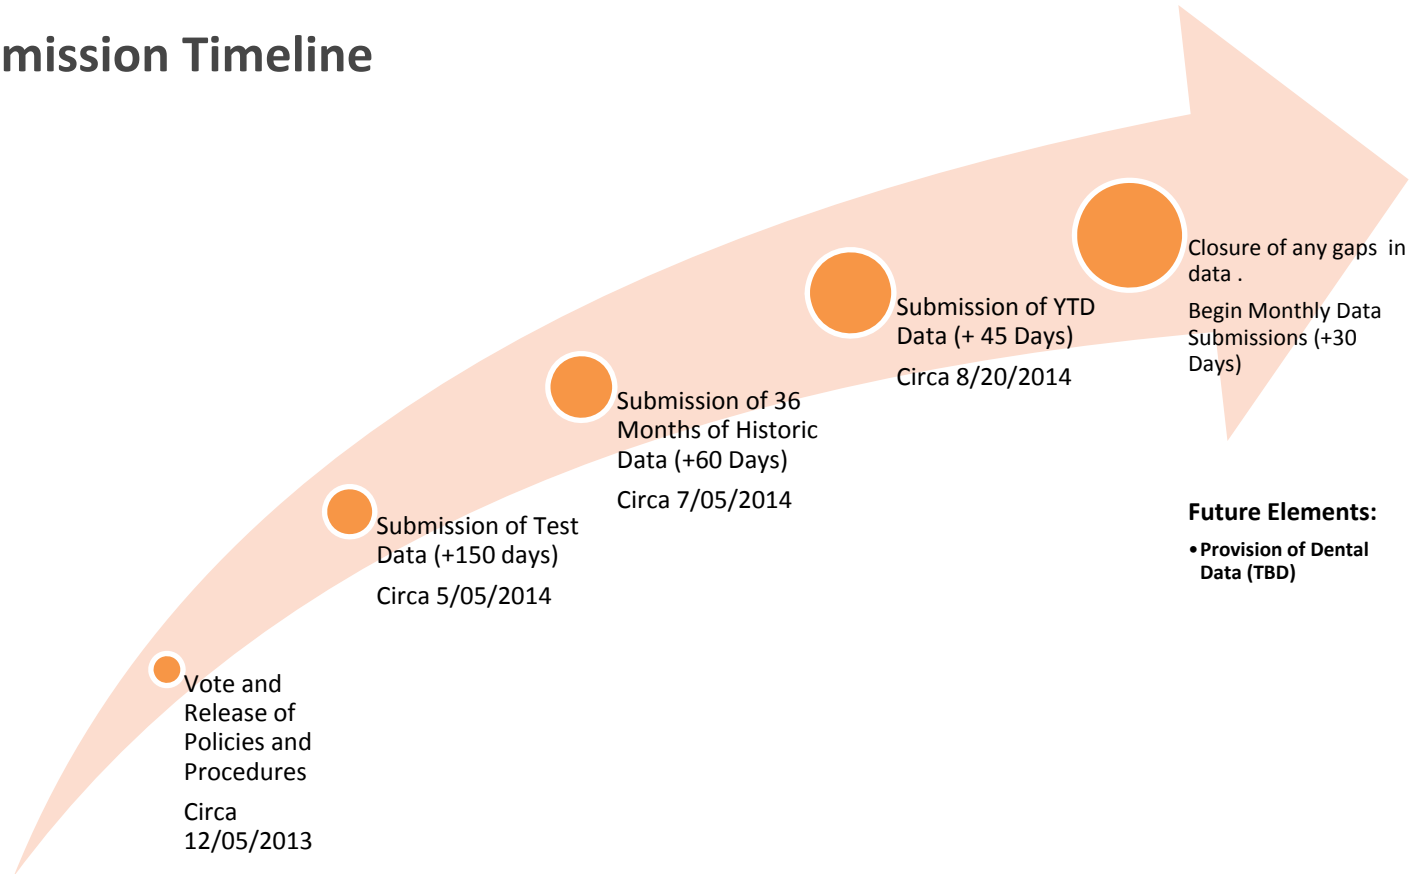 mission Timeline
Vote and
Release of
Policies and
Procedures
Circa
12/05/2013
Submission of Test
Data (+150 days)
Circa 5/05/2014
Submission of 36
Months of Historic
Data (+60 Days)
Circa 7/05/2014
Submission of YTD
Data (+ 45 Days)
Circa 8/20/2014
Closure of any gaps in
data .
Begin Monthly Data
Submissions (+30
Days)
Future Elements:
•Provision of Dental
Data (TBD)